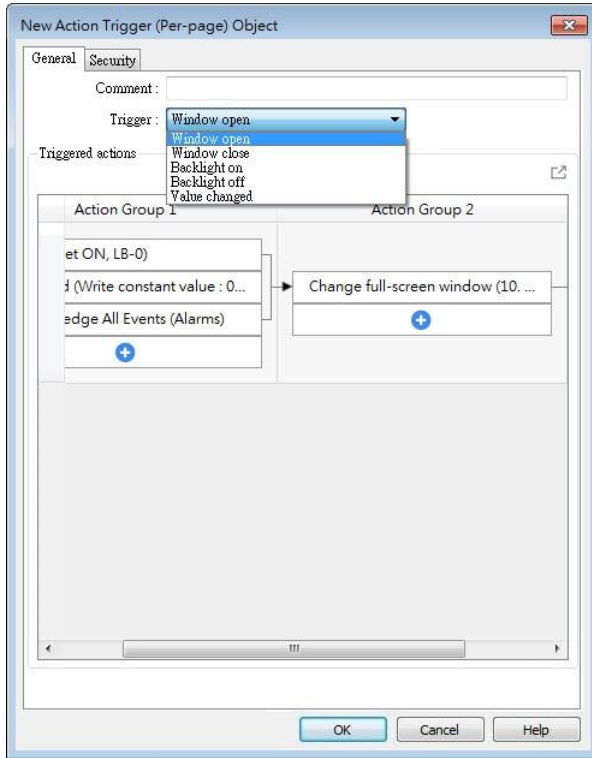 New Action Trigger (Per-page) Object
General Security
Comment :
Trigger : Window open
Window open
Window close
Backlight on
Backlight off
Value changed
Triggered actions
Action Group 1 Action Group 2
et ON, LB-0)
d (Write constant value : 0...
edge All Events (Alarms)
Change full-screen window (10. ...
OK Cancel Help